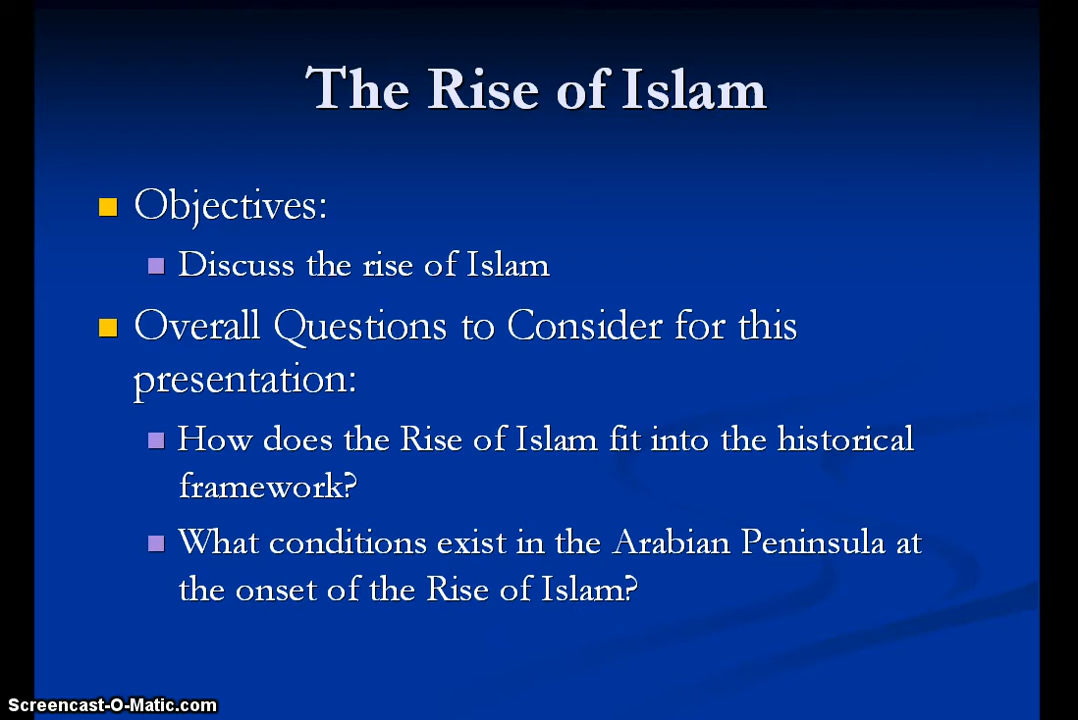 The Rise of Islam
Objectives:
Discuss the rise of Islam
Overall Questions to Consider for this
presentation:
How does the Rise of Islam fit into the historical
framework?
What conditions exist in the Arabian Peninsula at
the onset of the Rise of Islam?
Screencast-O-Matic.com